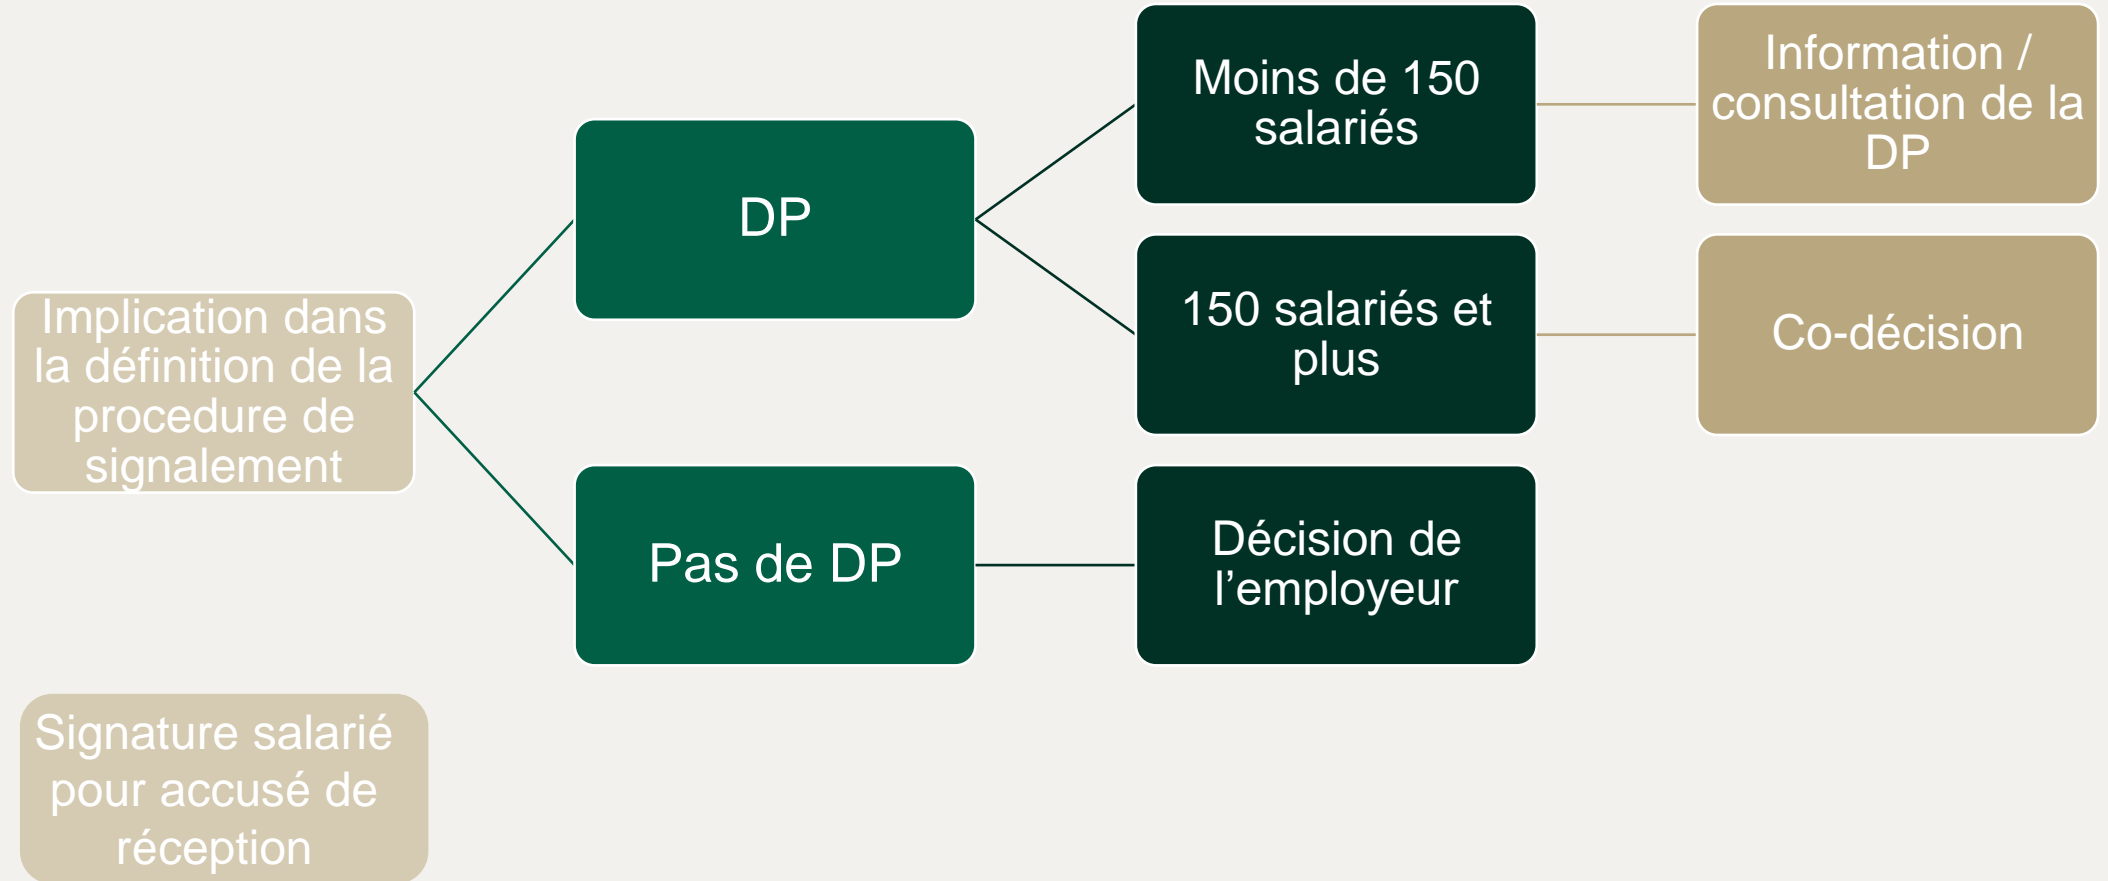 Implication dans
la définition de la
procedure de
signalement
DP
Moins de 150
salariés
Information /
consultation de la
DP
150 salariés et
plus
Co-décision
Pas de DP
Décision de
l’employeur
Signature salarié
pour accusé de
réception